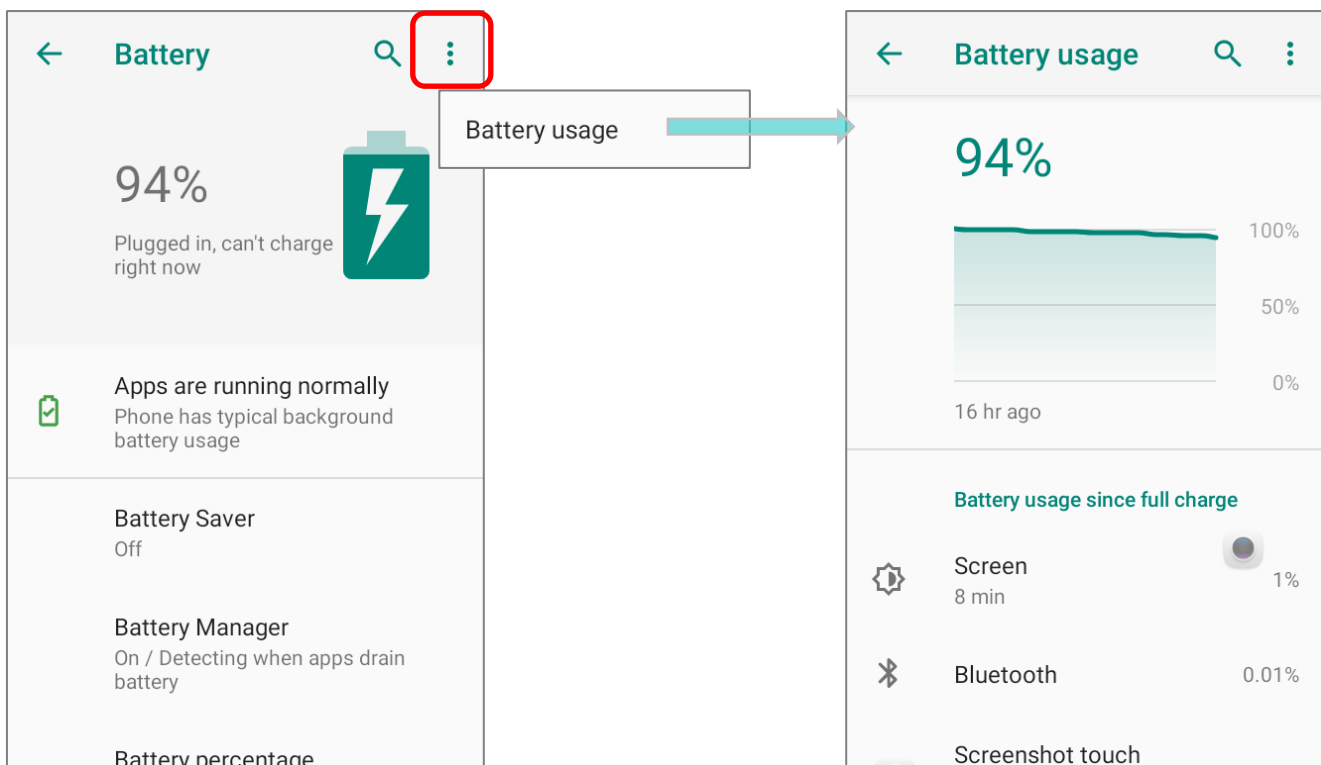 Battery
94%
Plugged in, can't charge
right now
Apps are running normally
Phone has typical background
battery usage
Battery Saver
Off
Battery Manager
On / Detecting when apps drain
battery
Battery percentage
Battery usage
Battery usage
94%
100%
50%
0%
16 hr ago
Battery usage since full charge
Screen
8 min
1%
Bluetooth
0.01%
Screenshot touch